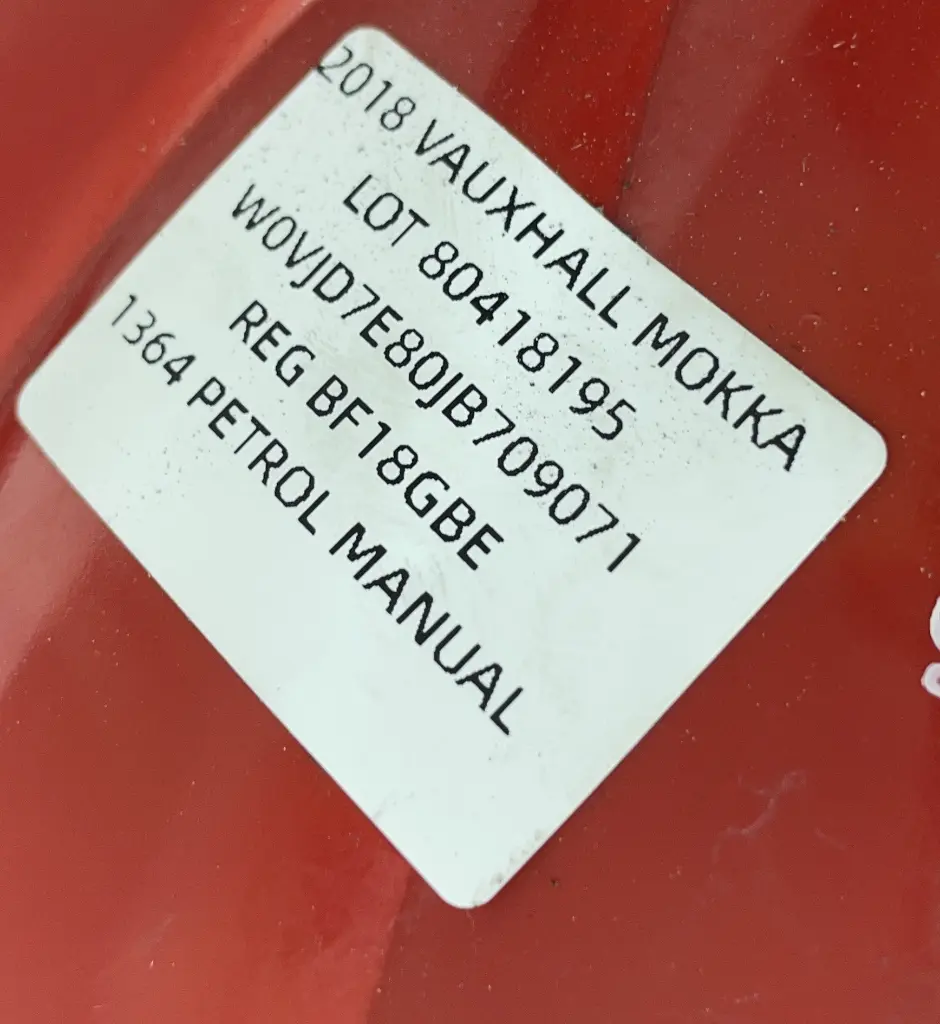 2018 VAUXHALL MOKKA
LOT 80418195
W0VJD7E80JB709071
REG BF18GBE
1364 PETROL MANUAL